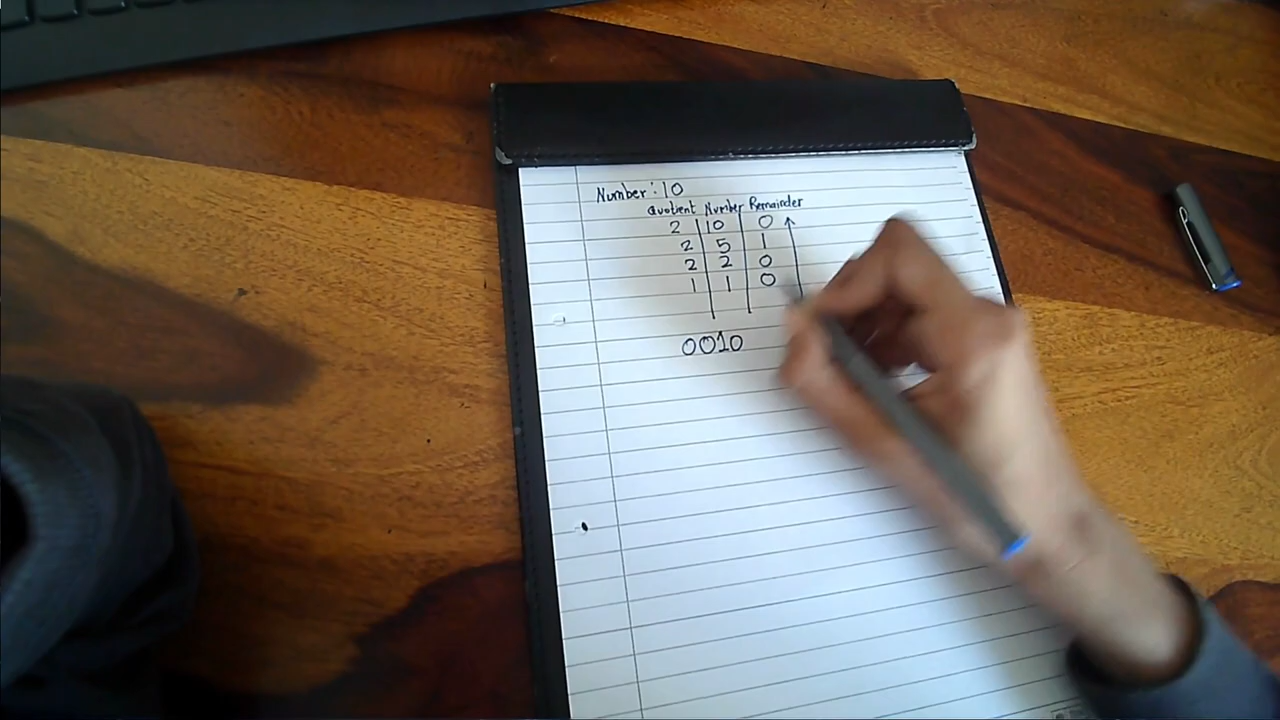 Number: 10
Quotient Number Remainder
2 10 0
2 5 1
2 2 0
1 1 0
0010